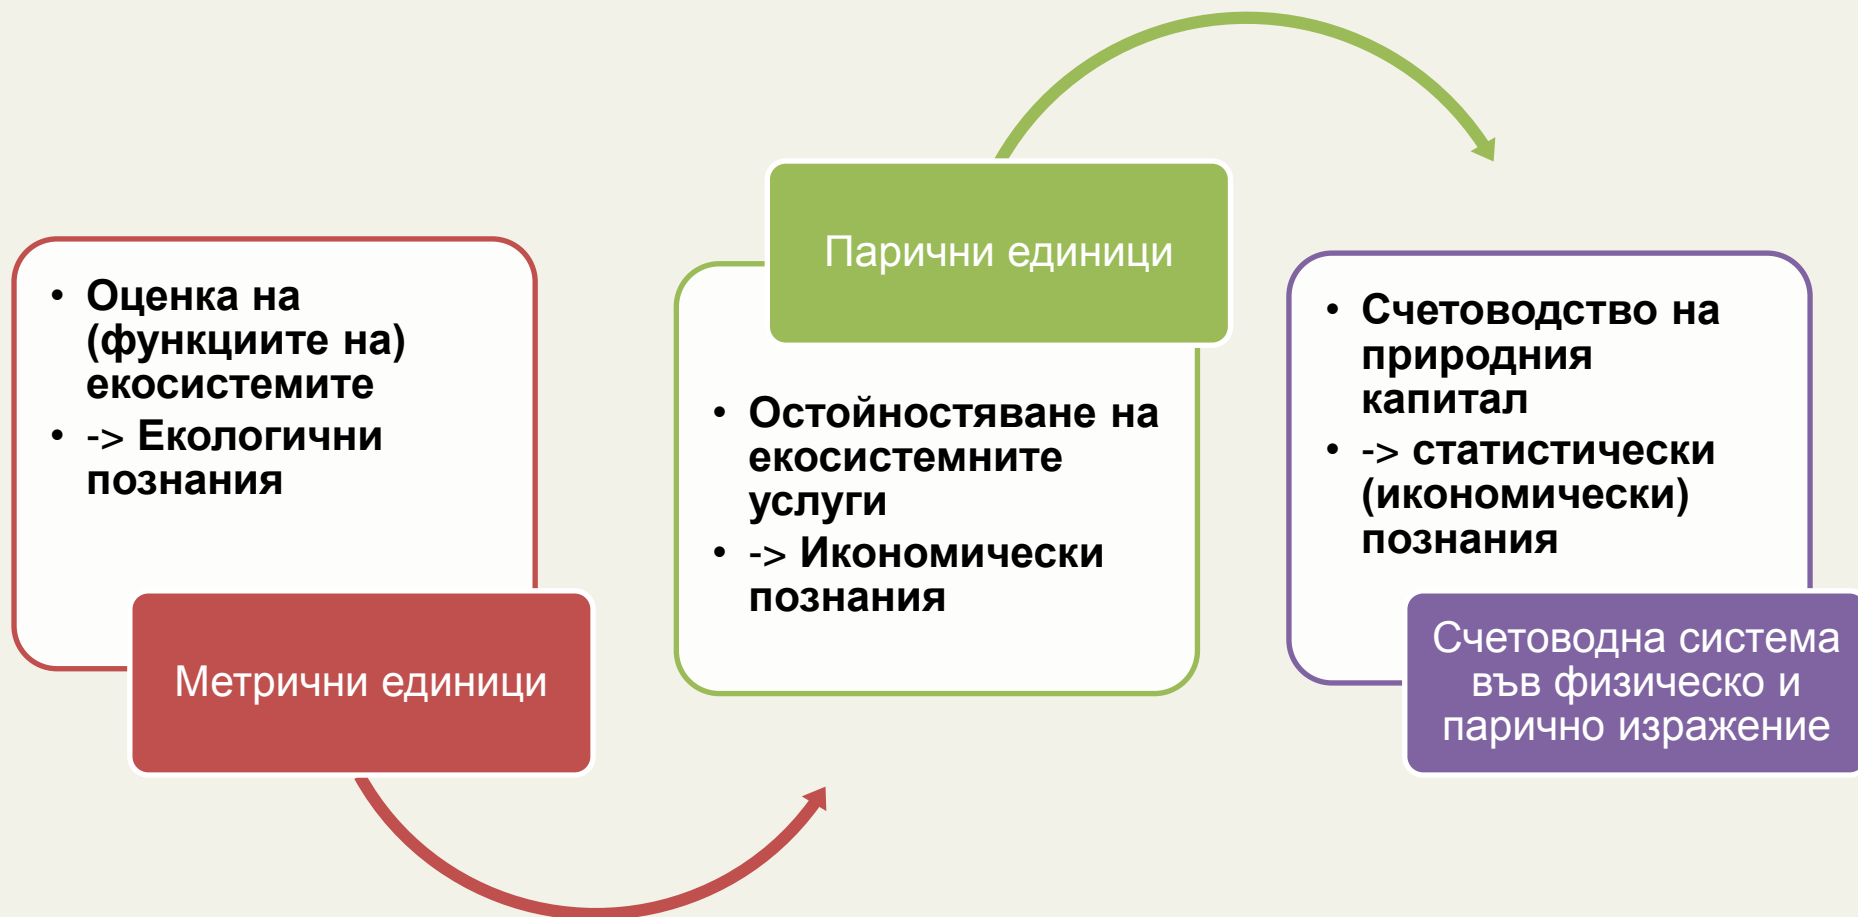 • Оценка на
(функциите на)
екосистемите
• -> Екологични
познания
Метрични единици
Парични единици
• Остойностяване на
екосистемните
услуги
• -> Икономически
познания
• Счетоводство на
природния
капитал
• -> статистически
(икономически)
познания
Счетоводна система
във физическо и
парично изражение